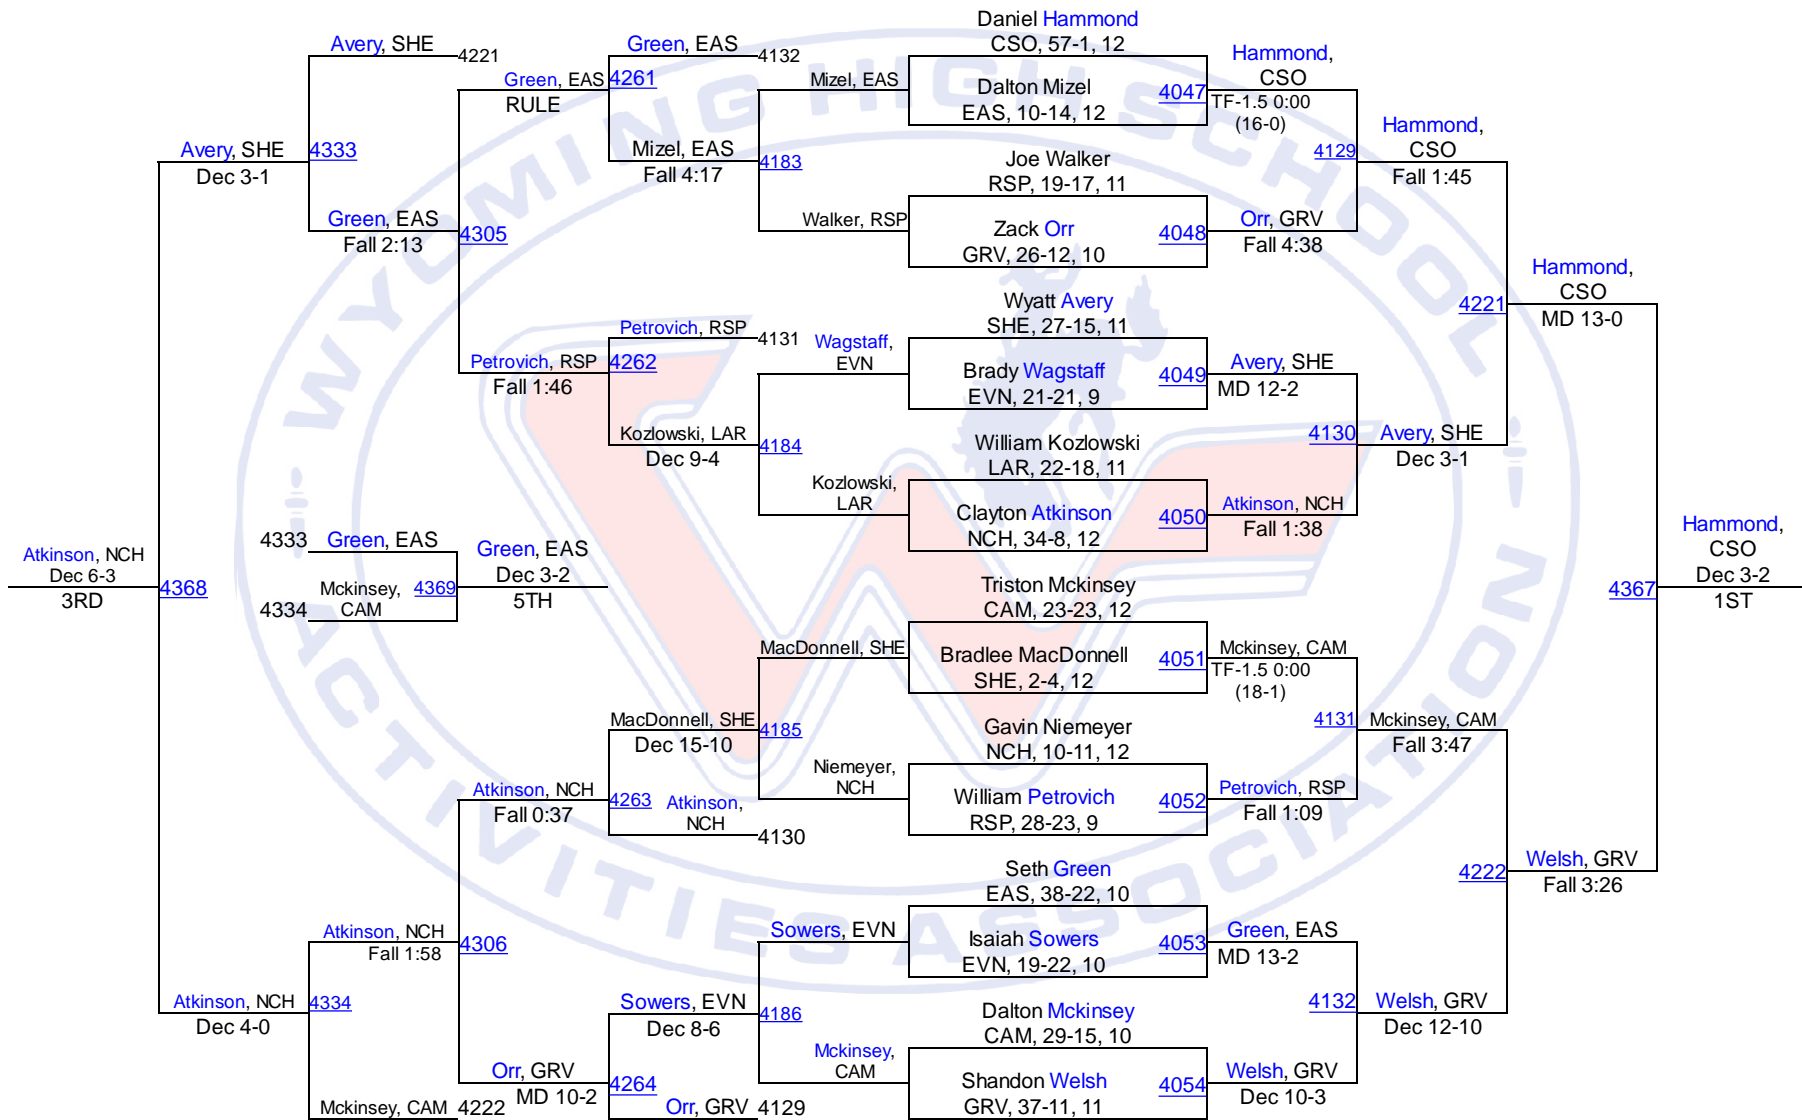 Daniel Hammond
CSO, 57-1, 12
Avery, SHE
4221
Green, EAS
4132
Hammond,
CSO
TF-1.5 0:00
(16-0)
Green, EAS
RULE
4261
Mizel, EAS
Dalton Mizel
EAS, 10-14, 12
4047
Avery, SHE
Dec 3-1
4333
Mizel, EAS
Fall 4:17
4183
Joe Walker
RSP, 19-17, 11
4129
Hammond,
CSO
Fall 1:45
Green, EAS
Fall 2:13
4305
Walker, RSP
Zack Orr
GRV, 26-12, 10
4048
Orr, GRV
Fall 4:38
Wyatt Avery
SHE, 27-15, 11
4221
Hammond,
CSO
MD 13-0
Petrovich, RSP
4131
Petrovich, RSP
Fall 1:46
4262
Wagstaff,
EVN
Brady Wagstaff
EVN, 21-21, 9
4049
Avery, SHE
MD 12-2
Kozlowski, LAR
Dec 9-4
4184
William Kozlowski
LAR, 22-18, 11
4130
Avery, SHE
Dec 3-1
Kozlowski,
LAR
Clayton Atkinson
NCH, 34-8, 12
4050
Atkinson, NCH
Fall 1:38
4333
Green, EAS
Atkinson, NCH
Dec 6-3
3RD
4368
Mckinsey,
CAM
4334
4369
Green, EAS
Dec 3-2
5TH
Triston Mckinsey
CAM, 23-23, 12
4367
Hammond,
CSO
Dec 3-2
1ST
MacDonnell, SHE
Bradlee MacDonnell
SHE, 2-4, 12
4051
Mckinsey, CAM
TF-1.5 0:00
(18-1)
MacDonnell, SHE
Dec 15-10
4185
Gavin Niemeyer
NCH, 10-11, 12
4131
Mckinsey, CAM
Fall 3:47
Atkinson, NCH
Fall 0:37
4263
Atkinson,
NCH
4130
Niemeyer,
NCH
William Petrovich
RSP, 28-23, 9
4052
Petrovich, RSP
Fall 1:09
Seth Green
EAS, 38-22, 10
4222
Welsh, GRV
Fall 3:26
Atkinson, NCH
Fall 1:58
4306
Sowers, EVN
Isaiah Sowers
EVN, 19-22, 10
4053
Green, EAS
MD 13-2
Atkinson, NCH
Dec 4-0
4334
Sowers, EVN
Dec 8-6
4186
Dalton Mckinsey
CAM, 29-15, 10
4132
Welsh, GRV
Dec 12-10
Orr, GRV
MD 10-2
4264
Mckinsey,
CAM
Shandon Welsh
GRV, 37-11, 11
4054
Welsh, GRV
Dec 10-3
Mckinsey, CAM
4222
Orr, GRV
4129
WYOMING HIGH SCHOOL
ACTIVITIES ASSOCIATION